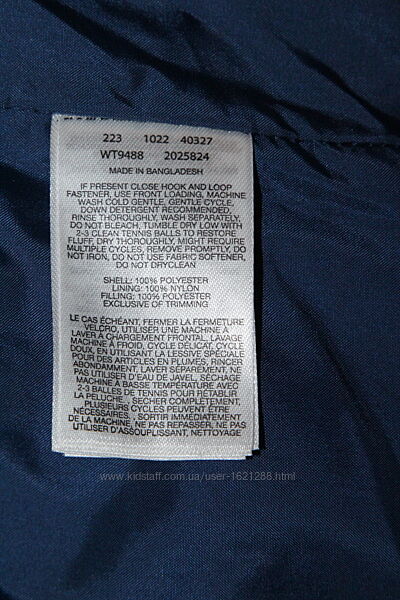 223 1022 40327
WT9488 2025824
MADE IN BANGLADESH
IF PRESENT CLOSE HOOK AND LOOP
FASTENER, USE FRONT LOADING, MACHINE
WASH COLD GENTLE, GENTLE CYCLE,
DOWN DETERGENT RECOMMENDED.
RINSE THOROUGHLY, WASH SEPARATELY,
DO NOT BLEACH, TUMBLE DRY LOW WITH
2-3 CLEAN TENNIS BALLS TO RESTORE
FLUFF, DRY THOROUGHLY, MIGHT REQUIRE
MULTIPLE CYCLES, REMOVE PROMPTLY, DO
NOT IRON, DO NOT USE FABRIC SOFTENER,
DO NOT DRYCLEAN
SHELL: 100% POLYESTER
LINING: 100% NYLON
FILLING: 100% POLYESTER
EXCLUSIVE OF TRIMMING
LE CAS ÉCHÉANT, FERMER LA FERMETURE
VELCRO, UTILISER UNE MACHINE À
LAVER À CHARGEMENT FRONTAL, LAVAGE
MACHINE À FROID, CYCLE DÉLICAT, CYCLE
DOUX, EN UTILISANT LA LESSIVE SPÉCIALE
POUR DES ARTICLES EN PLUMES, RINCER
ABONDAMMENT, LAVER SÉPARÉMENT, NE
PAS UTILISER D'EAU DE JAVEL, SÉCHAGE
MACHINE À BASSE TEMPÉRATURE AVEC
2-3 BALLES DE TENNIS POUR RÉTABLIR
LA PELUCHE , SECHER COMPLÈTEMENT,
PLUSIEURS CYCLES PEUVENT ÊTRE
NÉCESSAIRES , SORTIR IMMÉDIATEMENT
DE LA MACHINE, NE PAS REPASSER, NE PAS
UTILISER D'ASSOUPLISSANT, NETTOYAGE
www.kidstaff.com.ua/user-1621288.html